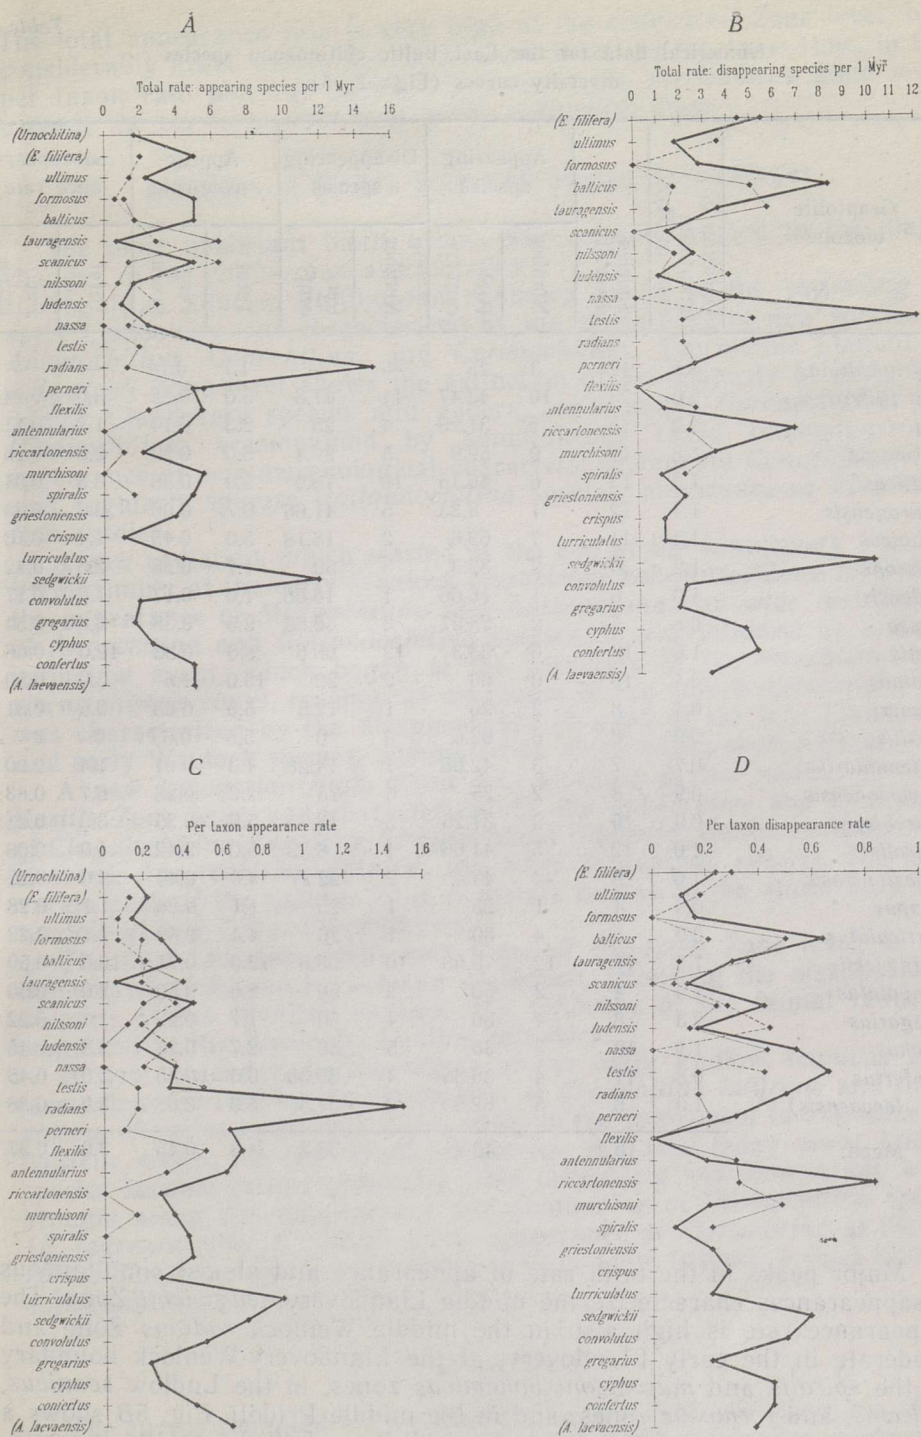 A
Total rate: appearing species per 1 Myr
0 2 4 6 8 10 12 14 16
(Urnochitina)
(E. filifera)
ultimus
formosus
balticus
tauragensis
scanicus
nilssoni
ludensis
nassa
testis
radians
perneri
flexilis
antennularius
riccartonensis
murchisoni
spiralis
griestoniensis
crispus
turriculatus
sedgwickii
convolutus
gregarius
cyphus
confertus
(A. laevaensis)
B
Total rate: disappearing species per 1 Myr
0 1 2 3 4 5 6 7 8 9 10 11 12
(E. filifera)
ultimus
formosus
balticus
tauragensis
scanicus
nilssoni
ludensis
nassa
testis
radians
perneri
flexilis
antennularius
riccartonensis
murchisoni
spiralis
griestoniensis
crispus
turriculatus
sedgwickii
convolutus
gregarius
cyphus
confertus
(A. laevaensis)
C
Per taxon appearance rate
0 0,2 0,4 0,6 0,8 1 1,2 1,4 1,6
(Urnochitina)
(E. filifera)
ultimus
formosus
balticus
tauragensis
scanicus
nilssoni
ludensis
nassa
testis
radians
perneri
flexilis
antennularius
riccartonensis
murchisoni
spiralis
griestoniensis
crispus
turriculatus
sedgwickii
convolutus
gregarius
cyphus
confertus
(A. laevaensis)
D
Per taxon disappearance rate
0 0,2 0,4 0,6 0,8 1
(E. filifera)
ultimus
formosus
balticus
tauragensis
scanicus
nilssoni
ludensis
nassa
testis
radians
perneri
flexilis
antennularius
riccartonensis
murchisoni
spiralis
griestoniensis
crispus
turriculatus
sedgwickii
convolutus
gregarius
cyphus
confertus
(A. laevaensis)